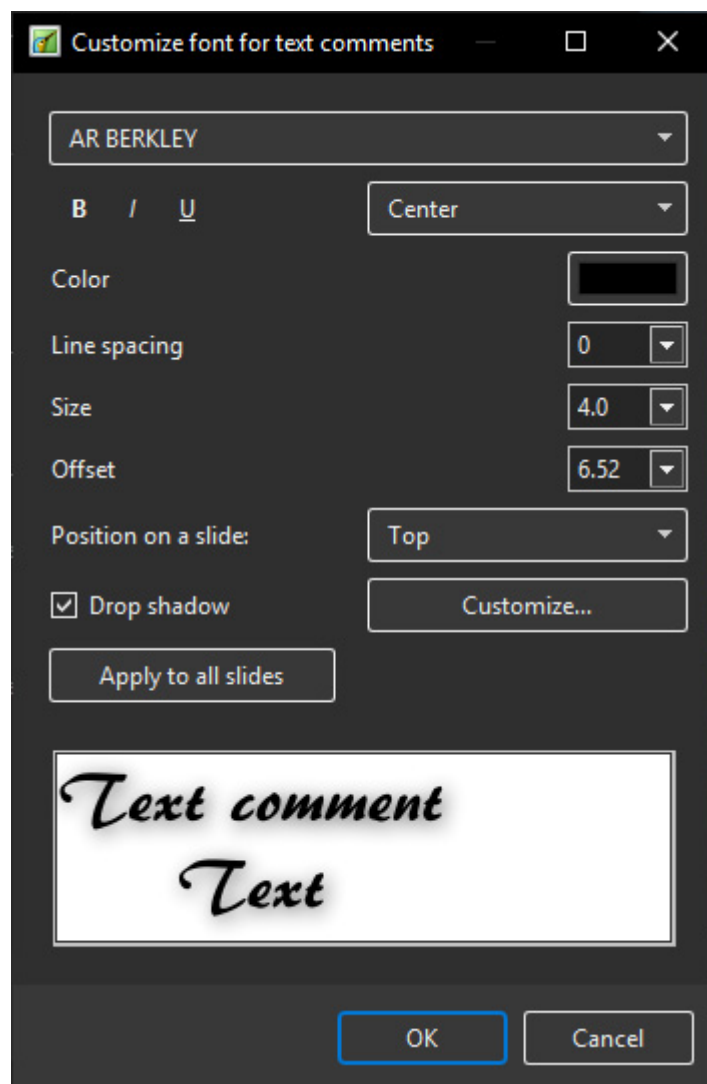 Customize font for text comments
AR BERKLEY
B I U Center
Color
Line spacing 0
Size 4.0
Offset 6.52
Position on a slide: Top
Drop shadow Customize...
Apply to all slides
Text comment
Text
OK Cancel